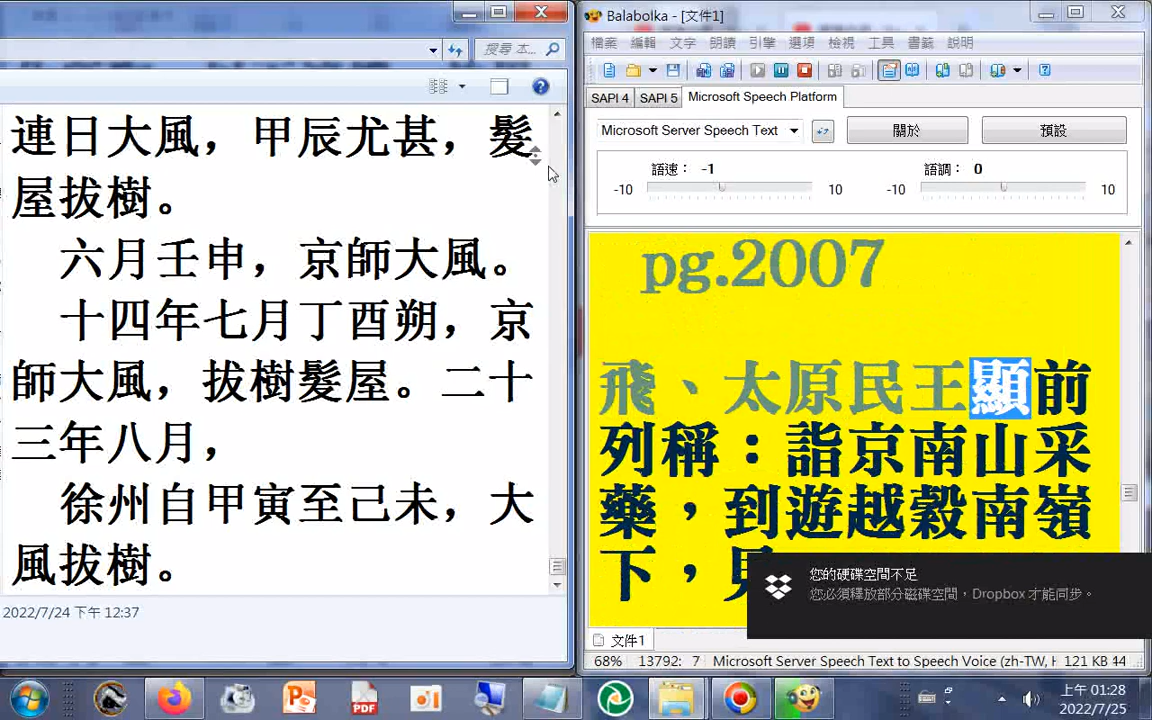 搜尋 本...
連日大風，甲辰尤甚，髮
屋拔樹。
六月壬申，京師大風。
十四年七月丁酉朔，京
師大風，拔樹髮屋。二十
三年八月，
徐州自甲寅至己未，大
風拔樹。
2022/7/24 下午 12:37
Balabolka - [文件1]
檔案 編輯 文字 朗讀 引擎 選項 檢視 工具 書籤 說明
SAPI 4 SAPI 5 Microsoft Speech Platform
Microsoft Server Speech Text 關於 預設
語速： -1 語調： 0
-10 10 -10 10
pg.2007
飛、太原民王顯前
列稱：詣京南山采
藥，到遊越穀南嶺
下，
您的硬碟空間不足
您必須釋放部分磁碟空間，Dropbox 才能同步。
文件1
68% 13792: 7 Microsoft Server Speech Text to Speech Voice (zh-TW, H 121 KB 44
上午 01:28
2022/7/25